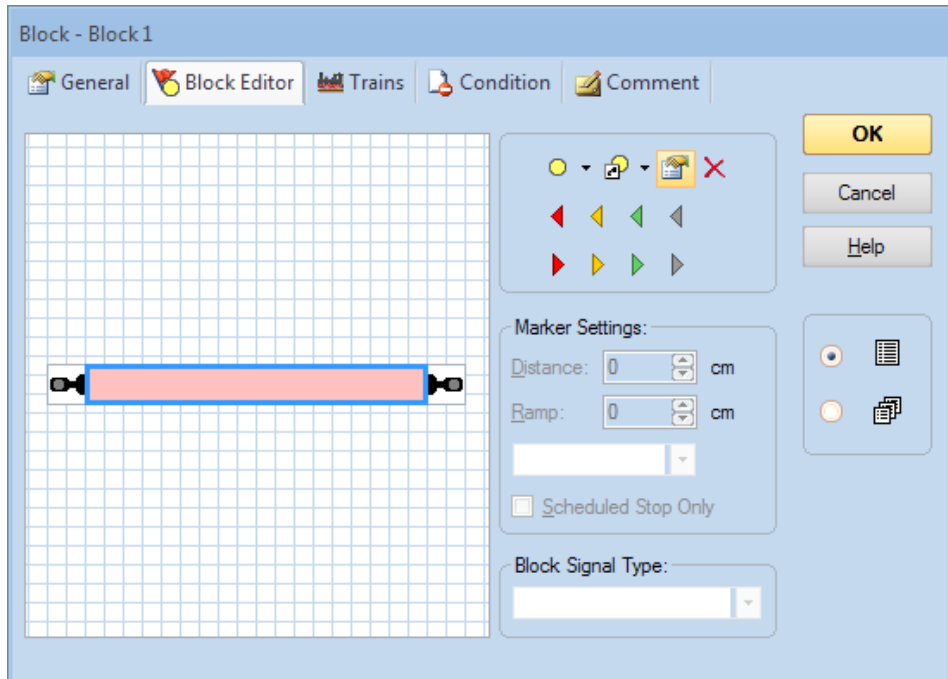 Block - Block 1
General Block Editor Trains Condition Comment
OK
Cancel
Help
Marker Settings:
Distance: 0 cm
Ramp: 0 cm
Scheduled Stop Only
Block Signal Type: